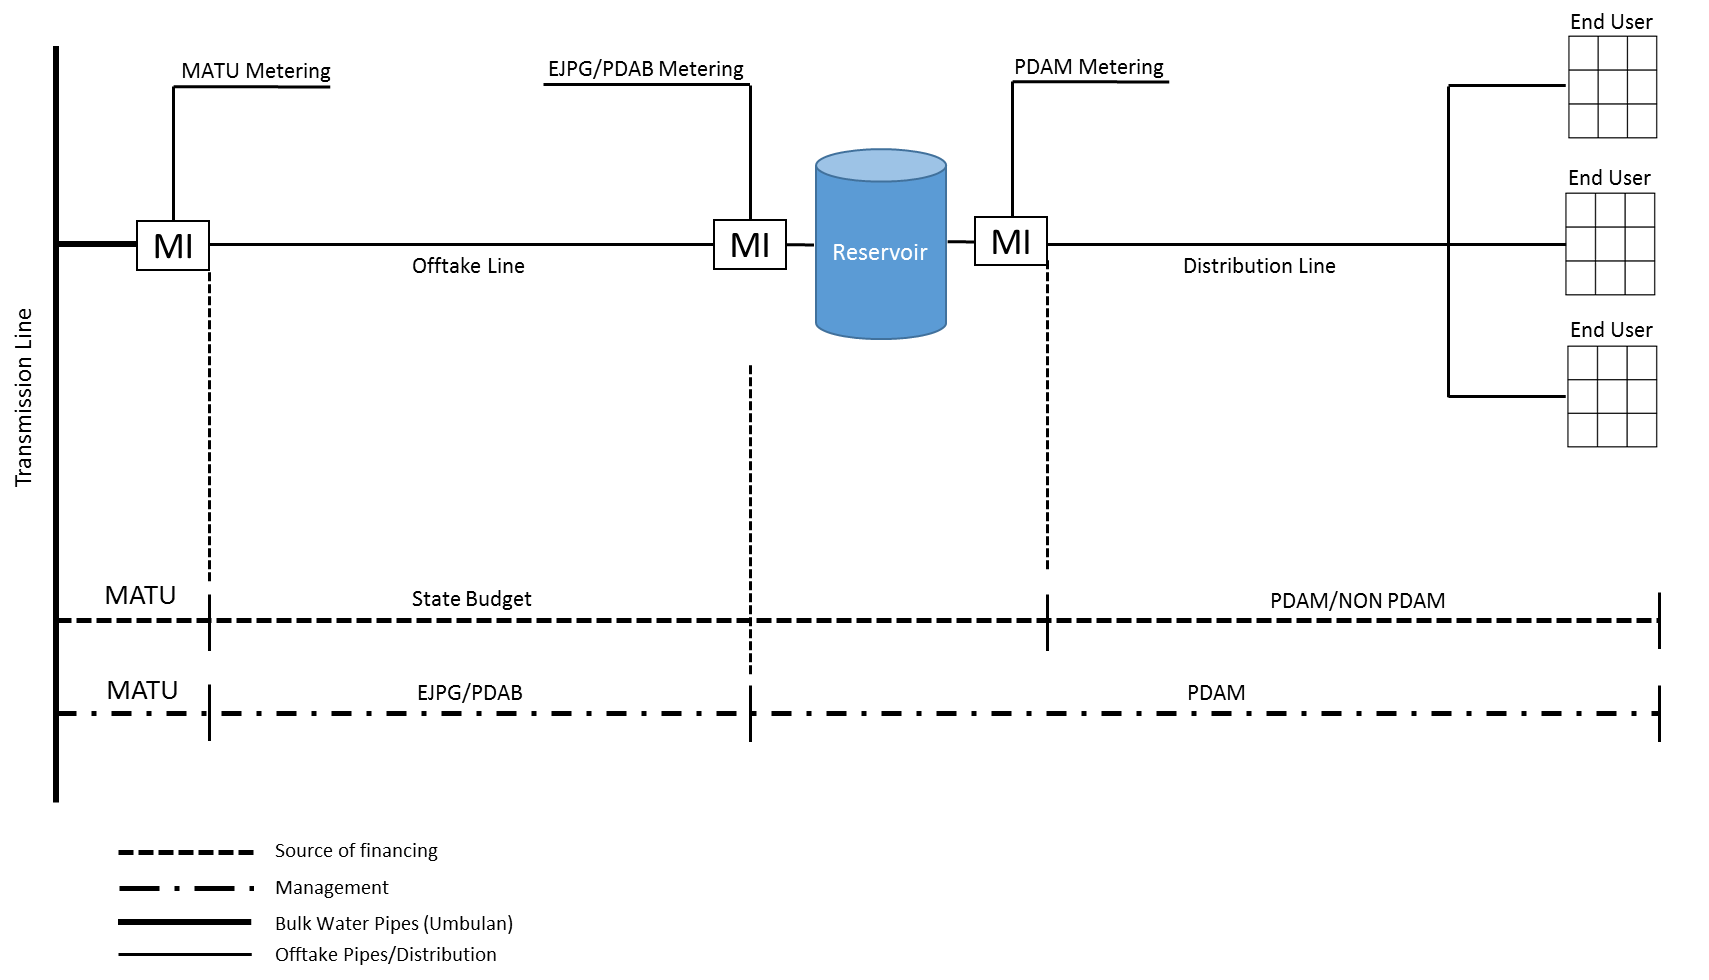 End User
MATU Metering
EJPG/PDAB Metering
PDAM Metering
End User
MI
MI
Reservoir
MI
Offtake Line
Distribution Line
End User
Transmission Line
MATU
State Budget
PDAM/NON PDAM
MATU
EJPG/PDAB
PDAM
Source of financing
Management
Bulk Water Pipes (Umbulan)
Offtake Pipes/Distribution